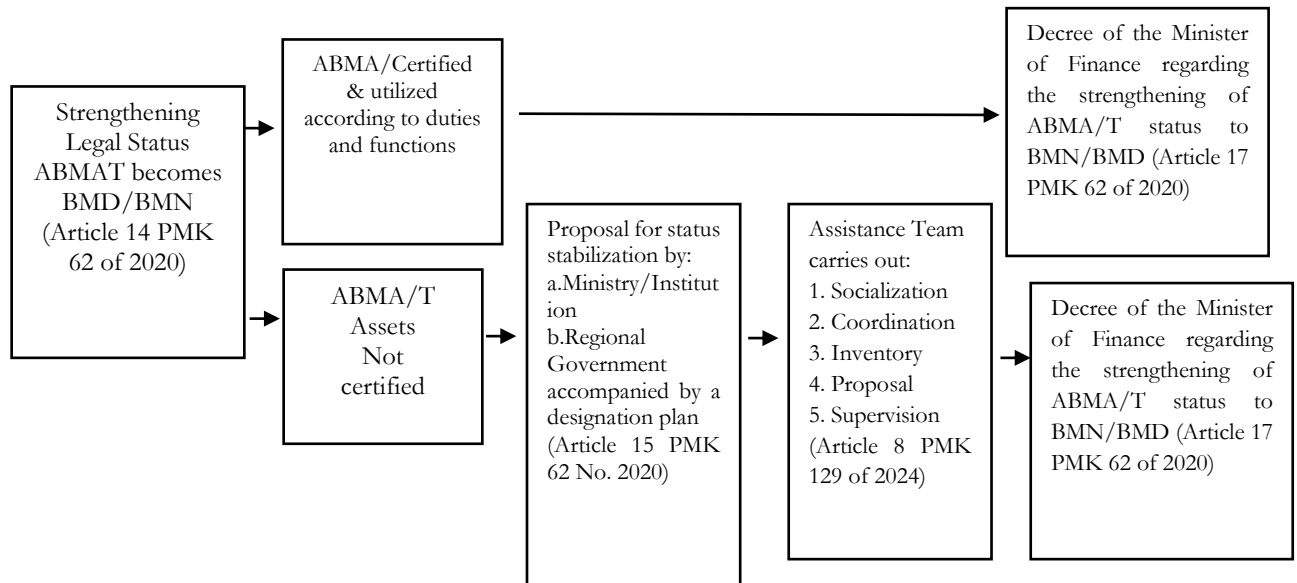 Strengthening
Legal Status
ABMAT becomes
BMD/BMN
(Article 14 PMK
62 of 2020)
ABMA/Certified
& utilized
according to duties
and functions
Decree of the Minister
of Finance regarding
the strengthening of
ABMA/T status to
BMN/BMD (Article 17
PMK 62 of 2020)
ABMA/T
Assets
Not
certified
Proposal for status
stabilization by:
a.Ministry/Institut
ion
b.Regional
Government
accompanied by a
designation plan
(Article 15 PMK
62 No. 2020)
Assistance Team
carries out:
1. Socialization
2. Coordination
3. Inventory
4. Proposal
5. Supervision
(Article 8 PMK
129 of 2024)
Decree of the Minister
of Finance regarding
the strengthening of
ABMA/T status to
BMN/BMD (Article 17
PMK 62 of 2020)